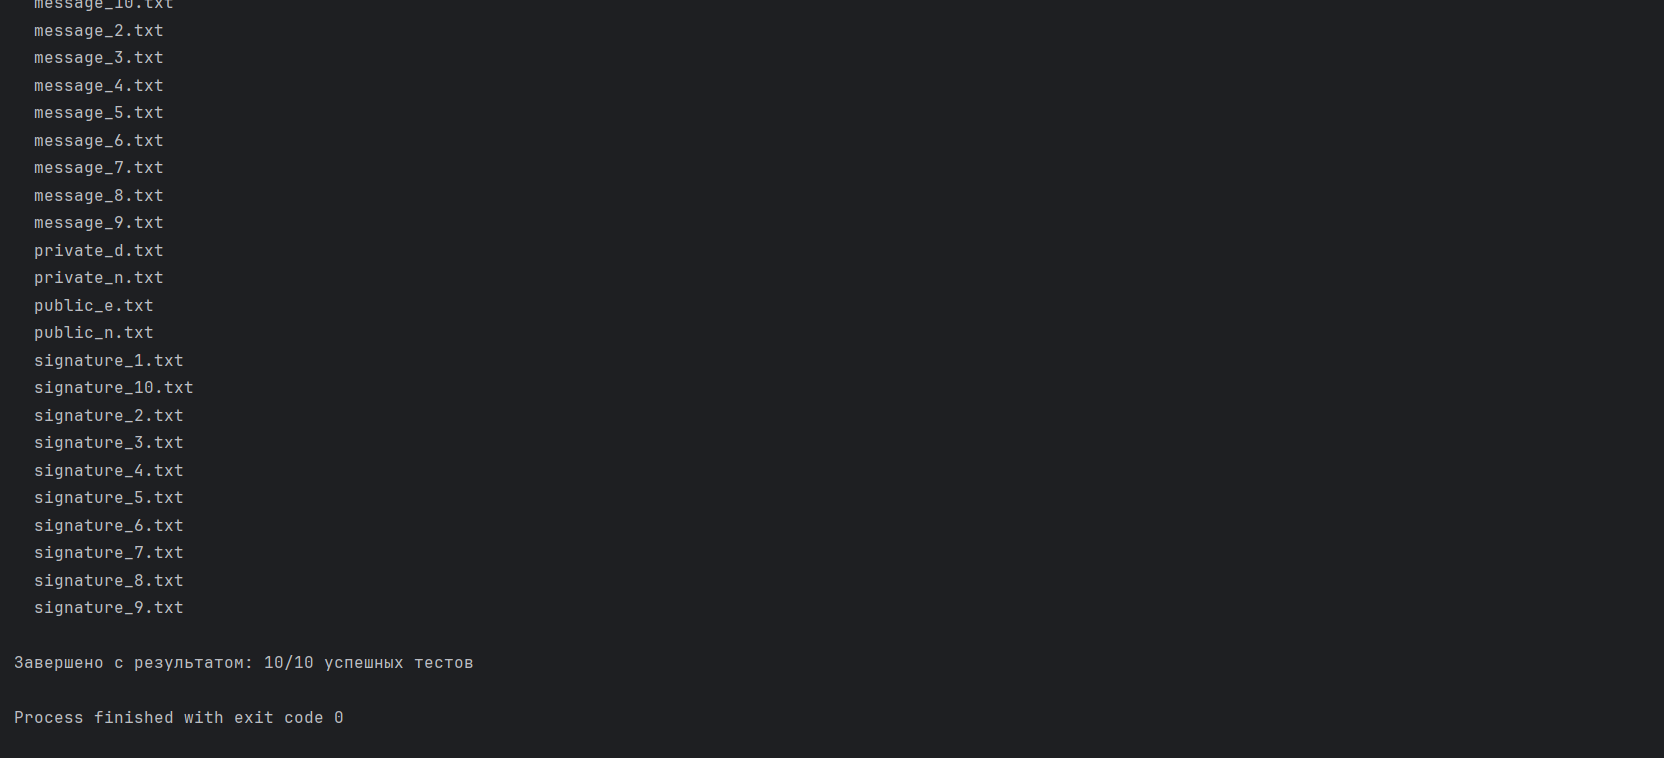 message_10.txt
message_2.txt
message_3.txt
message_4.txt
message_5.txt
message_6.txt
message_7.txt
message_8.txt
message_9.txt
private_d.txt
private_n.txt
public_e.txt
public_n.txt
signature_1.txt
signature_10.txt
signature_2.txt
signature_3.txt
signature_4.txt
signature_5.txt
signature_6.txt
signature_7.txt
signature_8.txt
signature_9.txt
Завершено с результатом: 10/10 успешных тестов
Process finished with exit code 0